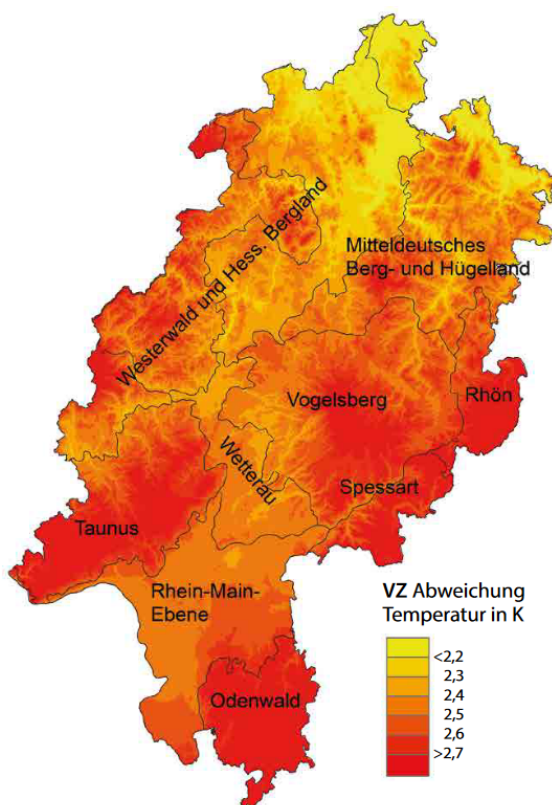 Westerwald und Hess. Bergland
Mitteldeutsches
Berg- und Hügelland
Vogelsberg
Rhön
Wetterau
Spessart
Taunus
Rhein-Main-
Ebene
Odenwald
VZ Abweichung
Temperatur in K
<2,2
2,3
2,4
2,5
2,6
>2,7